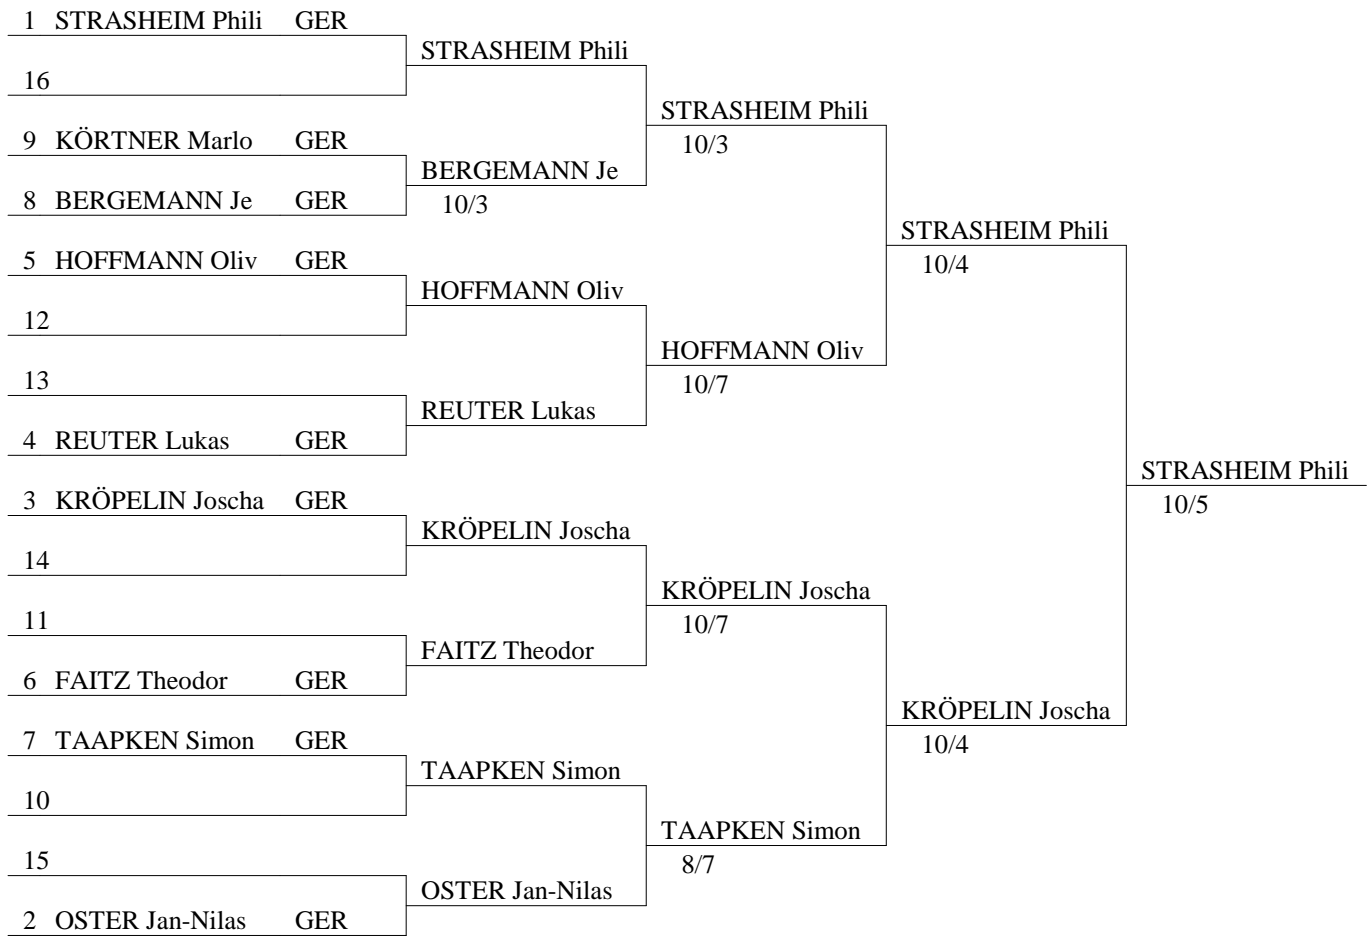 1 STRASHEIM Phili GER
STRASHEIM Phili
16
STRASHEIM Phili
9 KÖRTNER Marlo GER
10/3
BERGEMANN Je
8 BERGEMANN Je GER
10/3
STRASHEIM Phili
5 HOFFMANN Oliv GER
10/4
HOFFMANN Oliv
12
HOFFMANN Oliv
13
10/7
REUTER Lukas
4 REUTER Lukas GER
STRASHEIM Phili
3 KRÖPELIN Joscha GER
10/5
KRÖPELIN Joscha
14
KRÖPELIN Joscha
11
10/7
FAITZ Theodor
6 FAITZ Theodor GER
KRÖPELIN Joscha
7 TAAPKEN Simon GER
10/4
TAAPKEN Simon
10
TAAPKEN Simon
15
8/7
OSTER Jan-Nilas
2 OSTER Jan-Nilas GER